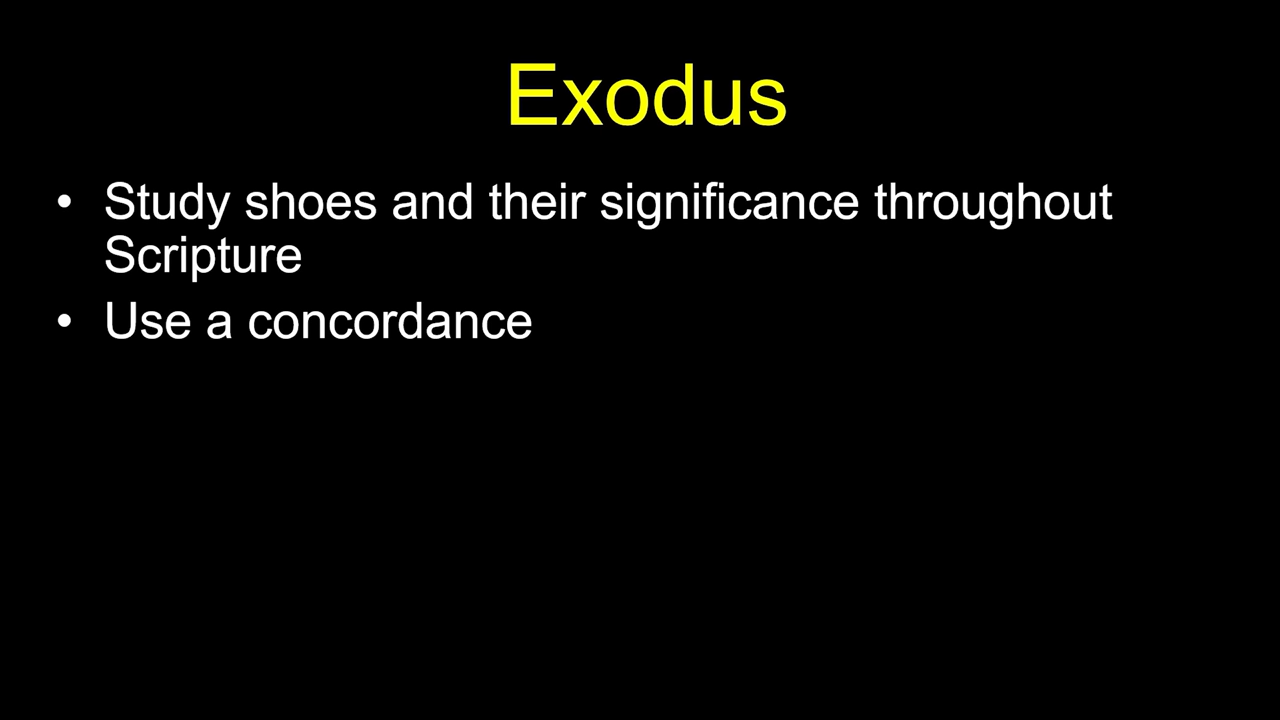 Exodus
• Study shoes and their significance throughout
Scripture
• Use a concordance